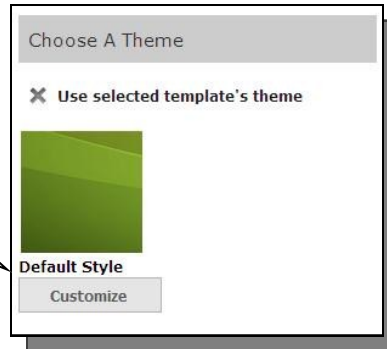 Choose A Theme
Use selected template's theme
Default Style
Customize